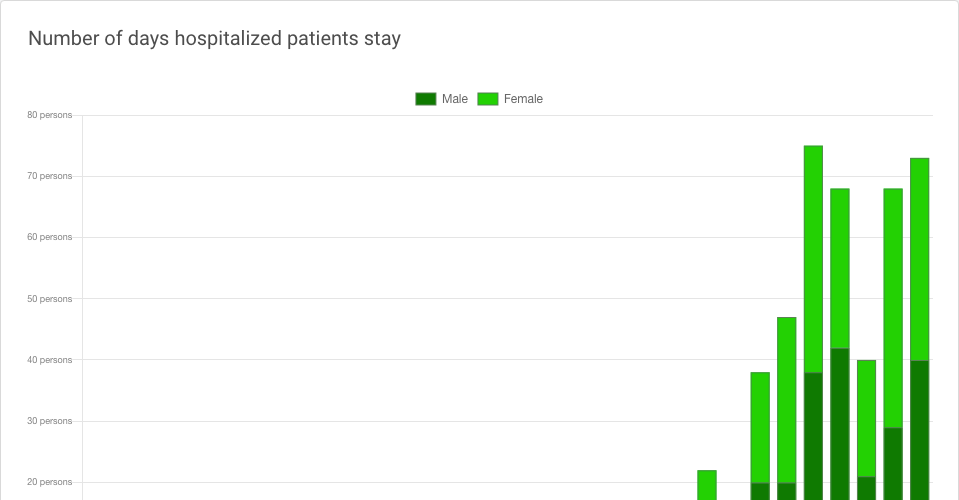 Number of days hospitalized patients stay
Male Female
80 persons
70 persons
60 persons
50 persons
40 persons
30 persons
20 persons